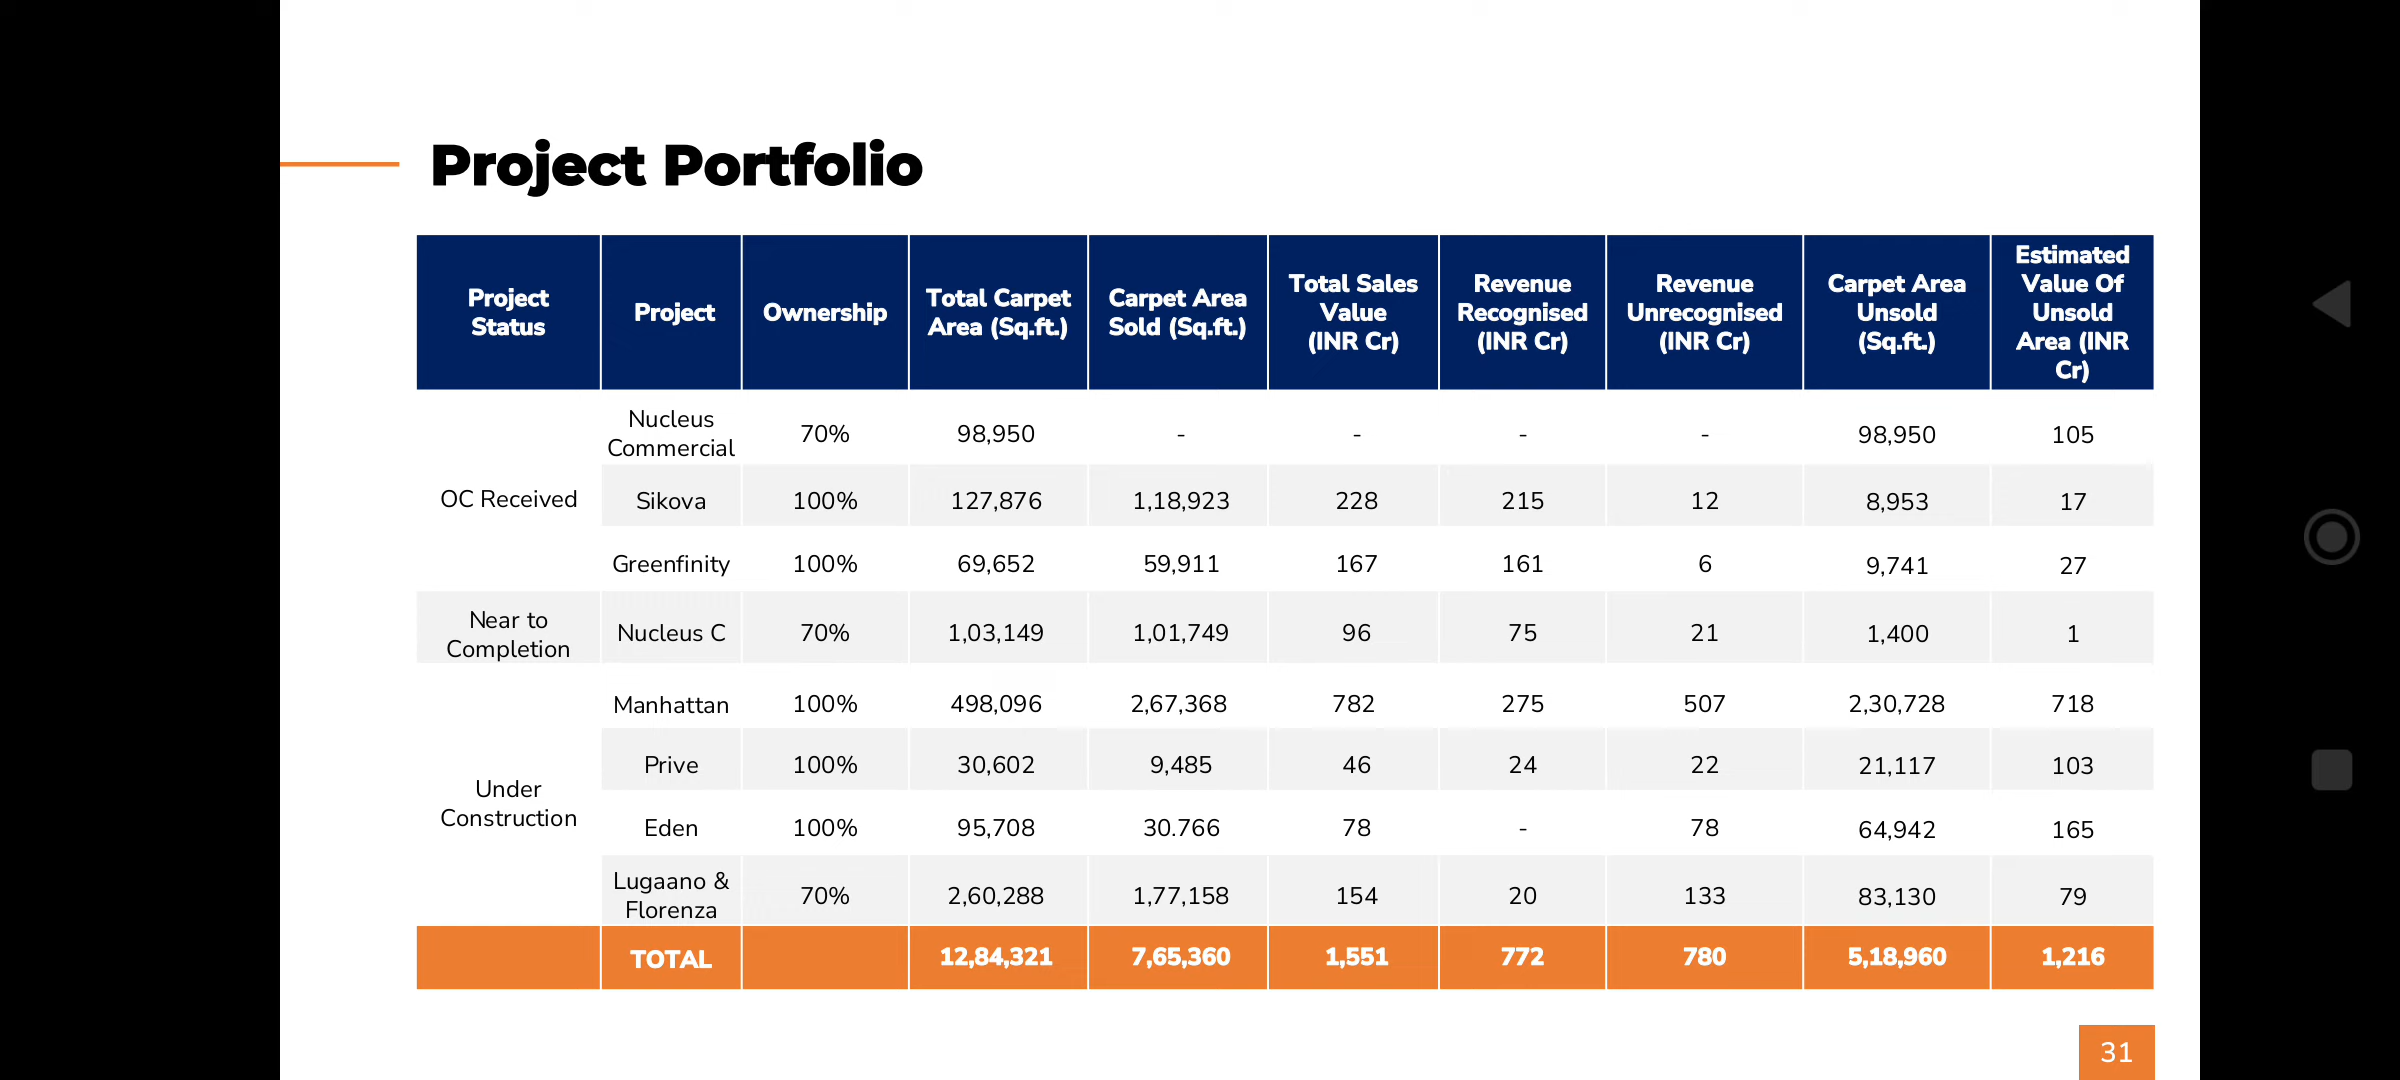 Project Portfolio
Project Status | Project | Ownership | Total Carpet Area (Sq.ft.) | Carpet Area Sold (Sq.ft.) | Total Sales Value (INR Cr) | Revenue Recognised (INR Cr) | Revenue Unrecognised (INR Cr) | Carpet Area Unsold (Sq.ft.) | Estimated Value Of Unsold Area (INR Cr)
OC Received | Nucleus Commercial | 70% | 98,950 | - | - | - | - | 98,950 | 105
Sikova | 100% | 127,876 | 1,18,923 | 228 | 215 | 12 | 8,953 | 17
Greenfinity | 100% | 69,652 | 59,911 | 167 | 161 | 6 | 9,741 | 27
Near to Completion | Nucleus C | 70% | 1,03,149 | 1,01,749 | 96 | 75 | 21 | 1,400 | 1
Under Construction | Manhattan | 100% | 498,096 | 2,67,368 | 782 | 275 | 507 | 2,30,728 | 718
Prive | 100% | 30,602 | 9,485 | 46 | 24 | 22 | 21,117 | 103
Eden | 100% | 95,708 | 30.766 | 78 | - | 78 | 64,942 | 165
Lugaano & Florenza | 70% | 2,60,288 | 1,77,158 | 154 | 20 | 133 | 83,130 | 79
TOTAL | 12,84,321 | 7,65,360 | 1,551 | 772 | 780 | 5,18,960 | 1,216
31